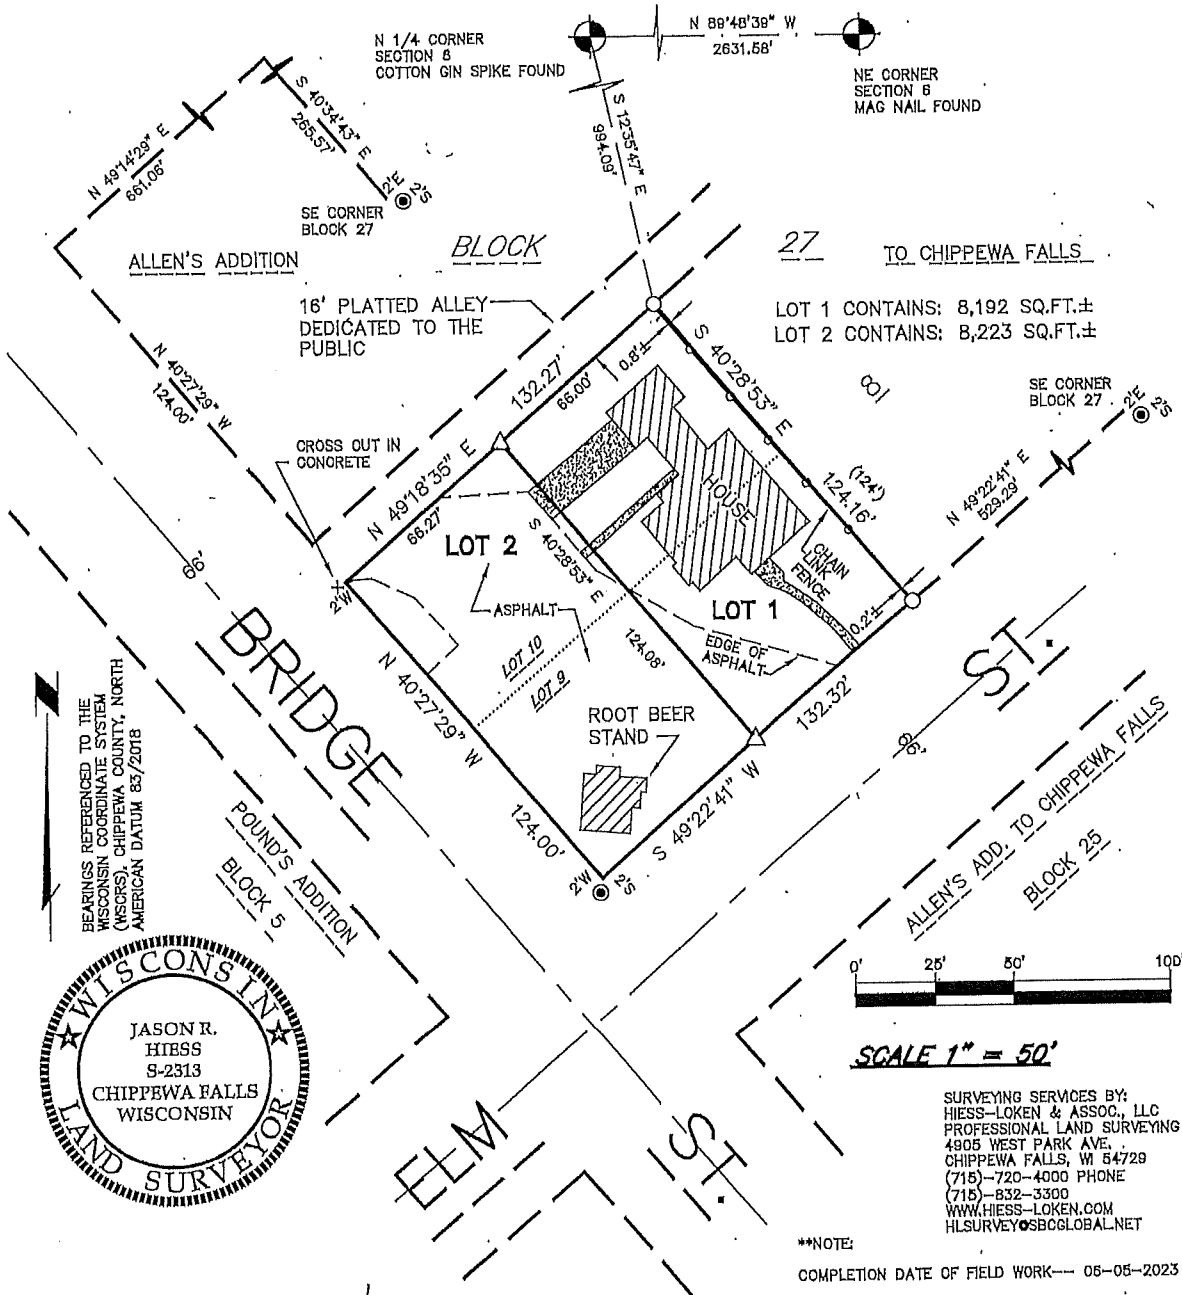 N 1/4 CORNER
SECTION 6
COTTON GIN SPIKE FOUND
N 89°48'39" W
2631.58'
NE CORNER
SECTION 6
MAG NAIL FOUND
S 12°35'47" E
994.09'
S 40°34'43" E
265.57'
N 49°14'29" E
661.06'
2'E
2'S
SE CORNER
BLOCK 27
ALLEN'S ADDITION
BLOCK
27
TO CHIPPEWA FALLS
16' PLATTED ALLEY
DEDICATED TO THE
PUBLIC
LOT 1 CONTAINS: 8,192 SQ.FT.±
LOT 2 CONTAINS: 8,223 SQ.FT.±
N 40°27'29" W
124.00'
132.27'
66.00'
0.8'±
S 40°28'53" E
SE CORNER
BLOCK 27
2'E
2'S
CROSS OUT IN
CONCRETE
N 49°18'35" E
66.27'
(124')
124.16'
N 49°22'41" E
529.29'
HOUSE
LOT 2
S 40°28'53" E
CHAIN
LINK
FENCE
66'
2'W
ASPHALT
LOT 1
0.2'±
EDGE OF
ASPHALT
LOT 10
LOT 9
124.08'
BRIDGE
ST.
N 40°27'29" W
124.00'
132.32'
ROOT BEER
STAND
S 49°22'41" W
66'
2'W
2'S
BEARINGS REFERENCED TO THE
WISCONSIN COORDINATE SYSTEM
(WSCRS), CHIPPEWA COUNTY, NORTH
AMERICAN DATUM 83/2018
POUND'S ADDITION
BLOCK 5
ALLEN'S ADD. TO CHIPPEWA FALLS
BLOCK 25
0' 25' 50' 100'
SCALE 1" = 50'
WISCONSIN
JASON R.
HIESS
S-2313
CHIPPEWA FALLS
WISCONSIN
LAND SURVEYOR
ELM
ST.
SURVEYING SERVICES BY:
HIESS-LOKEN & ASSOC., LLC
PROFESSIONAL LAND SURVEYING
4905 WEST PARK AVE.
CHIPPEWA FALLS, WI 54729
(715)-720-4000 PHONE
(715)-832-3300
WWW.HIESS-LOKEN.COM
HLSURVEY@SBCGLOBAL.NET
**NOTE:
COMPLETION DATE OF FIELD WORK-- 05-05-2023